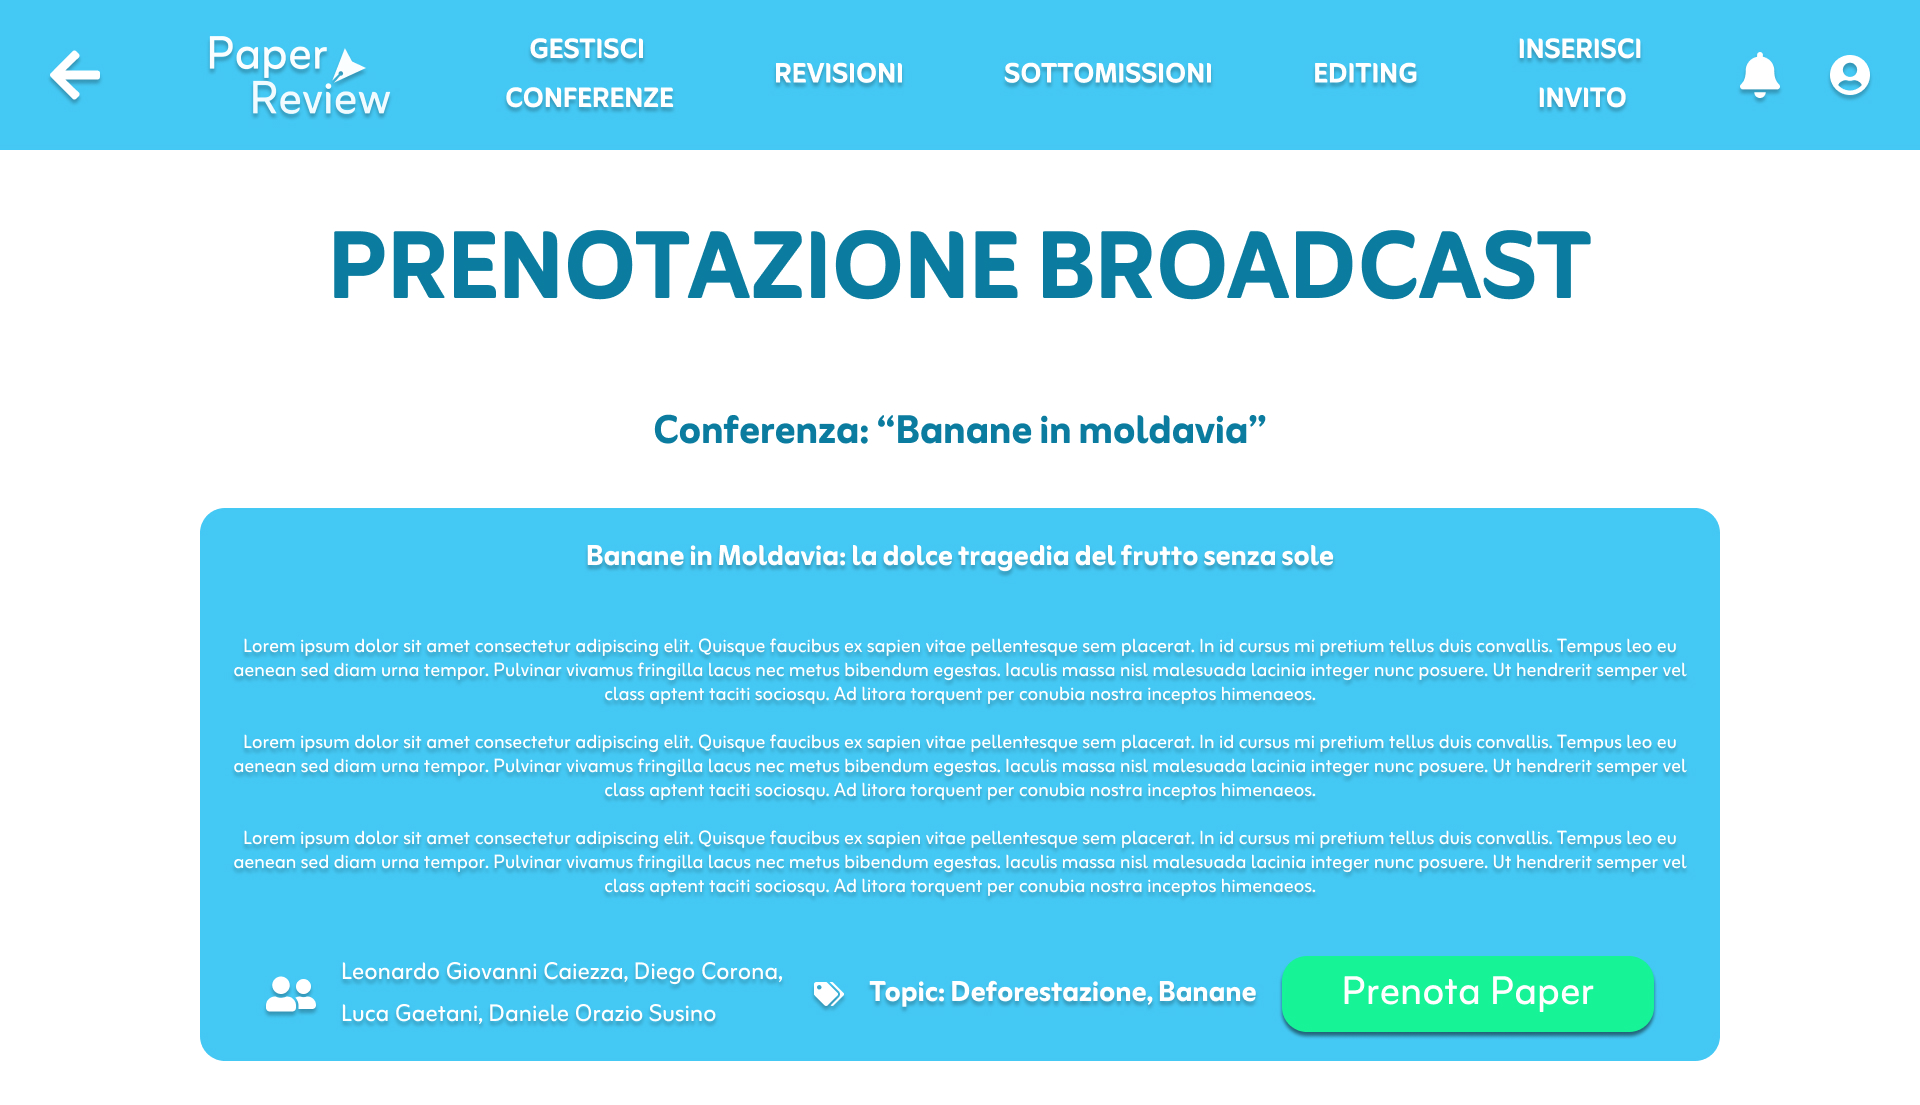 Paper
Review
GESTISCI
CONFERENZE
REVISIONI
SOTTOMISSIONI
EDITING
INSERISCI
INVITO
PRENOTAZIONE BROADCAST
Conferenza: “Banane in moldavia”
Banane in Moldavia: la dolce tragedia del frutto senza sole
Lorem ipsum dolor sit amet consectetur adipiscing elit. Quisque faucibus ex sapien vitae pellentesque sem placerat. In id cursus mi pretium tellus duis convallis. Tempus leo eu
aenean sed diam urna tempor. Pulvinar vivamus fringilla lacus nec metus bibendum egestas. Iaculis massa nisl malesuada lacinia integer nunc posuere. Ut hendrerit semper vel
class aptent taciti sociosqu. Ad litora torquent per conubia nostra inceptos himenaeos.
Lorem ipsum dolor sit amet consectetur adipiscing elit. Quisque faucibus ex sapien vitae pellentesque sem placerat. In id cursus mi pretium tellus duis convallis. Tempus leo eu
aenean sed diam urna tempor. Pulvinar vivamus fringilla lacus nec metus bibendum egestas. Iaculis massa nisl malesuada lacinia integer nunc posuere. Ut hendrerit semper vel
class aptent taciti sociosqu. Ad litora torquent per conubia nostra inceptos himenaeos.
Lorem ipsum dolor sit amet consectetur adipiscing elit. Quisque faucibus ex sapien vitae pellentesque sem placerat. In id cursus mi pretium tellus duis convallis. Tempus leo eu
aenean sed diam urna tempor. Pulvinar vivamus fringilla lacus nec metus bibendum egestas. Iaculis massa nisl malesuada lacinia integer nunc posuere. Ut hendrerit semper vel
class aptent taciti sociosqu. Ad litora torquent per conubia nostra inceptos himenaeos.
Leonardo Giovanni Caiezza, Diego Corona,
Luca Gaetani, Daniele Orazio Susino
Topic: Deforestazione, Banane
Prenota Paper